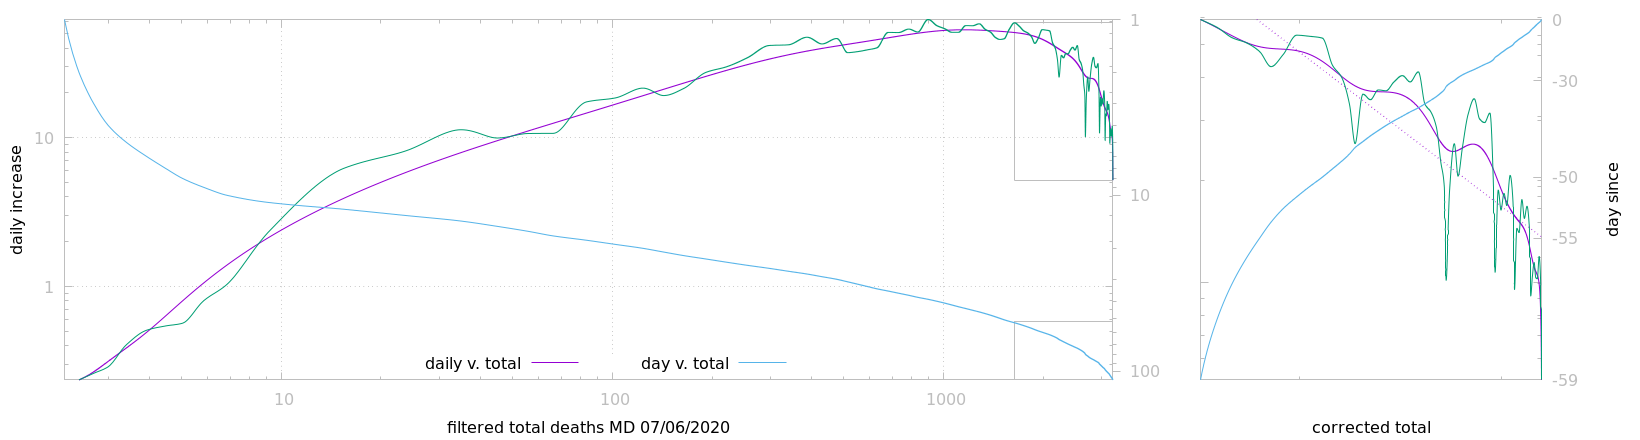 1
0
-30
10
-50
-55
1
10
100
-59
daily increase
day since
daily v. total
day v. total
10
100
1000
filtered total deaths MD 07/06/2020
corrected total